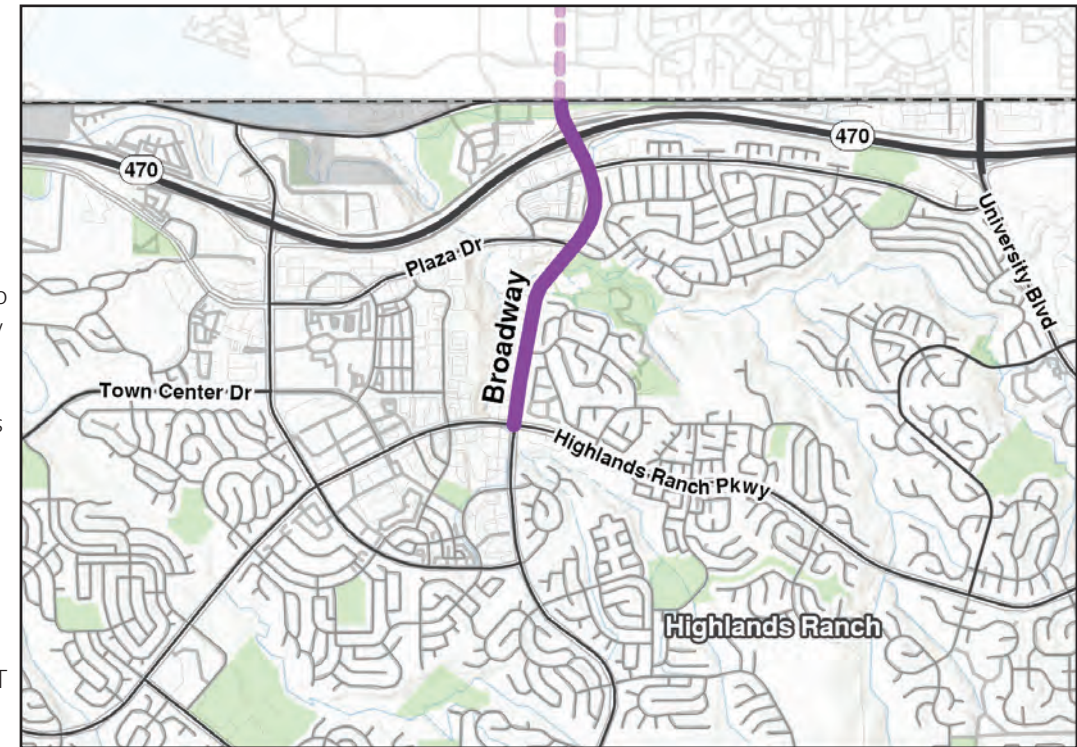 470
470
University Blvd
Plaza Dr
Broadway
Town Center Dr
Highlands Ranch Pkwy
Highlands Ranch
T